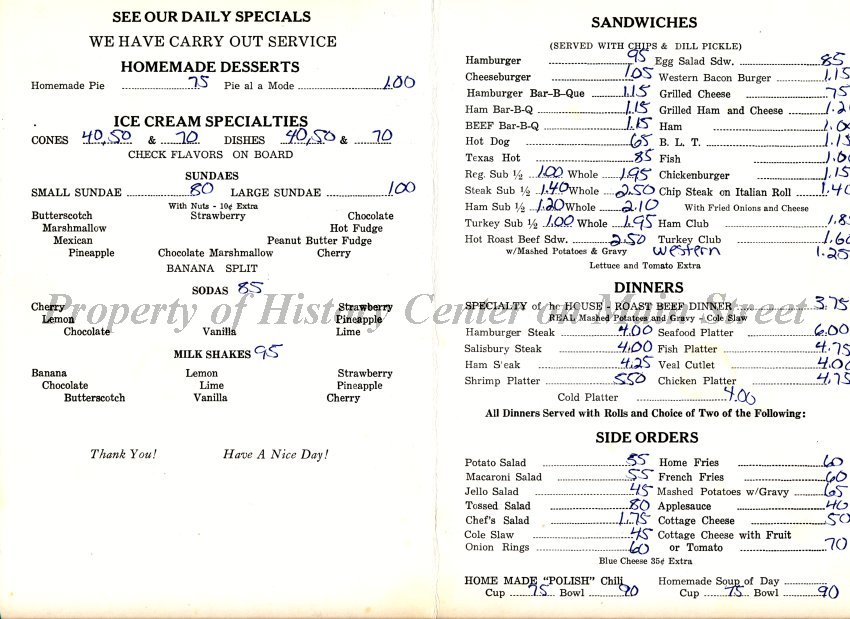 SEE OUR DAILY SPECIALS
WE HAVE CARRY OUT SERVICE
HOMEMADE DESSERTS
Homemade Pie 75 Pie al a Mode 1.00
ICE CREAM SPECIALTIES
CONES 40,50 & 70 DISHES 40,50 & 70
CHECK FLAVORS ON BOARD
SUNDAES
SMALL SUNDAE 80 LARGE SUNDAE 100
With Nuts - 10¢ Extra
Butterscotch Strawberry Chocolate
Marshmallow Hot Fudge
Mexican Peanut Butter Fudge
Pineapple Chocolate Marshmallow Cherry
BANANA SPLIT
SODAS 85
Cherry Strawberry
Lemon Pineapple
Chocolate Vanilla Lime
MILK SHAKES 95
Banana Lemon Strawberry
Chocolate Lime Pineapple
Butterscotch Vanilla Cherry
Thank You! Have A Nice Day!
SANDWICHES
(SERVED WITH CHIPS & DILL PICKLE)
Hamburger 95 Egg Salad Sdw. 85
Cheeseburger 105 Western Bacon Burger 1.15
Hamburger Bar-B-Que 1.15 Grilled Cheese 75
Ham Bar-B-Q 1.15 Grilled Ham and Cheese
BEEF Bar-B-Q 1.15 Ham 1.00
Hot Dog 65 B. L. T. 1.15
Texas Hot 85 Fish 1.00
Reg. Sub ½ 1.00 Whole 1.95 Chickenburger 1.15
Steak Sub ½ 1.40 Whole 2.50 Chip Steak on Italian Roll 1.40
Ham Sub ½ 1.20 Whole 2.10 With Fried Onions and Cheese
Turkey Sub ½ 1.00 Whole 1.95 Ham Club
Hot Roast Beef Sdw. 2.50 Turkey Club 1.60
w/Mashed Potatoes & Gravy Western 1.25
Lettuce and Tomato Extra
DINNERS
SPECIALTY of the HOUSE - ROAST BEEF DINNER 3.75
REAL Mashed Potatoes and Gravy - Cole Slaw
Hamburger Steak 4.00 Seafood Platter 6.00
Salisbury Steak 4.00 Fish Platter 4.75
Ham S'eak 4.25 Veal Cutlet 4.00
Shrimp Platter 550 Chicken Platter 4.75
Cold Platter 4.00
All Dinners Served with Rolls and Choice of Two of the Following:
SIDE ORDERS
Potato Salad 55 Home Fries 60
Macaroni Salad 55 French Fries 60
Jello Salad 45 Mashed Potatoes w/Gravy 65
Tossed Salad 80 Applesauce 40
Chef's Salad 1.75 Cottage Cheese 50
Cole Slaw 45 Cottage Cheese with Fruit
Onion Rings 60 or Tomato 70
Blue Cheese 35¢ Extra
HOME MADE "POLISH" Chili Homemade Soup of Day
Cup 75 Bowl 90 Cup 75 Bowl 90
Property of History Center on Main Street